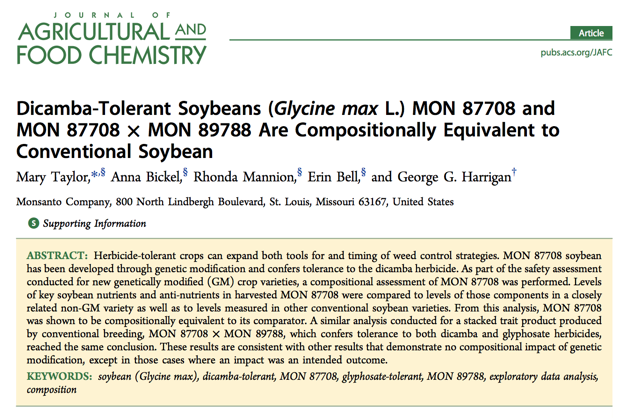 JOURNAL OF
AGRICULTURAL AND
FOOD CHEMISTRY
Article
pubs.acs.org/JAFC
Dicamba-Tolerant Soybeans (Glycine max L.) MON 87708 and
MON 87708 × MON 89788 Are Compositionally Equivalent to
Conventional Soybean
Mary Taylor,*,§ Anna Bickel,§ Rhonda Mannion,§ Erin Bell,§ and George G. Harrigan†
Monsanto Company, 800 North Lindbergh Boulevard, St. Louis, Missouri 63167, United States
S Supporting Information
ABSTRACT: Herbicide-tolerant crops can expand both tools for and timing of weed control strategies. MON 87708 soybean
has been developed through genetic modification and confers tolerance to the dicamba herbicide. As part of the safety assessment
conducted for new genetically modified (GM) crop varieties, a compositional assessment of MON 87708 was performed. Levels
of key soybean nutrients and anti-nutrients in harvested MON 87708 were compared to levels of those components in a closely
related non-GM variety as well as to levels measured in other conventional soybean varieties. From this analysis, MON 87708
was shown to be compositionally equivalent to its comparator. A similar analysis conducted for a stacked trait product produced
by conventional breeding, MON 87708 × MON 89788, which confers tolerance to both dicamba and glyphosate herbicides,
reached the same conclusion. These results are consistent with other results that demonstrate no compositional impact of genetic
modification, except in those cases where an impact was an intended outcome.
KEYWORDS: soybean (Glycine max), dicamba-tolerant, MON 87708, glyphosate-tolerant, MON 89788, exploratory data analysis,
composition